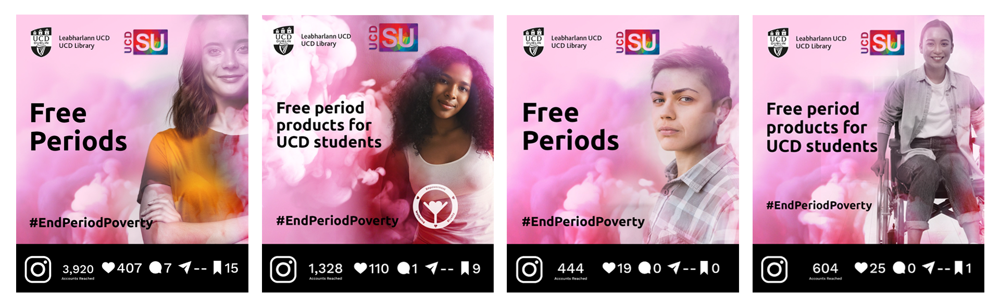 UCD
DUBLIN
Leabharlann UCD
UCD Library
UCD
SU
Free
Periods
#EndPeriodPoverty
3,920
Accounts Reached
407
7
--
15
UCD
DUBLIN
Leabharlann UCD
UCD Library
UCD
SU
Free period
products for
UCD students
Empowerment
Wellbeing
Dignity
#EndPeriodPoverty
1,328
Accounts Reached
110
1
--
9
UCD
DUBLIN
Leabharlann UCD
UCD Library
UCD
SU
Free
Periods
#EndPeriodPoverty
444
Accounts Reached
19
0
--
0
UCD
DUBLIN
Leabharlann UCD
UCD Library
UCD
SU
Free period
products for
UCD students
#EndPeriodPoverty
604
Accounts Reached
25
0
--
1